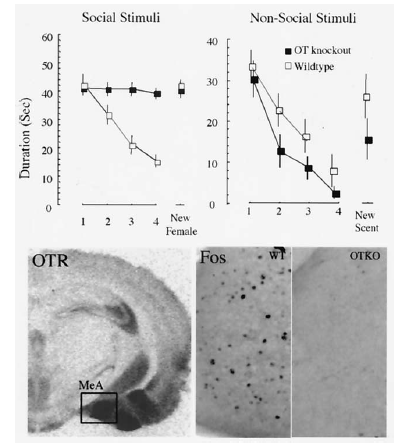 Social Stimuli
Non-Social Stimuli
Duration (Sec)
60
50
40
30
20
10
0
1 2 3 4 New
Female
OT knockout
Wildtype
40
30
20
10
0
1 2 3 4 New
Scent
OTR
MeA
Fos
WT
OTKO